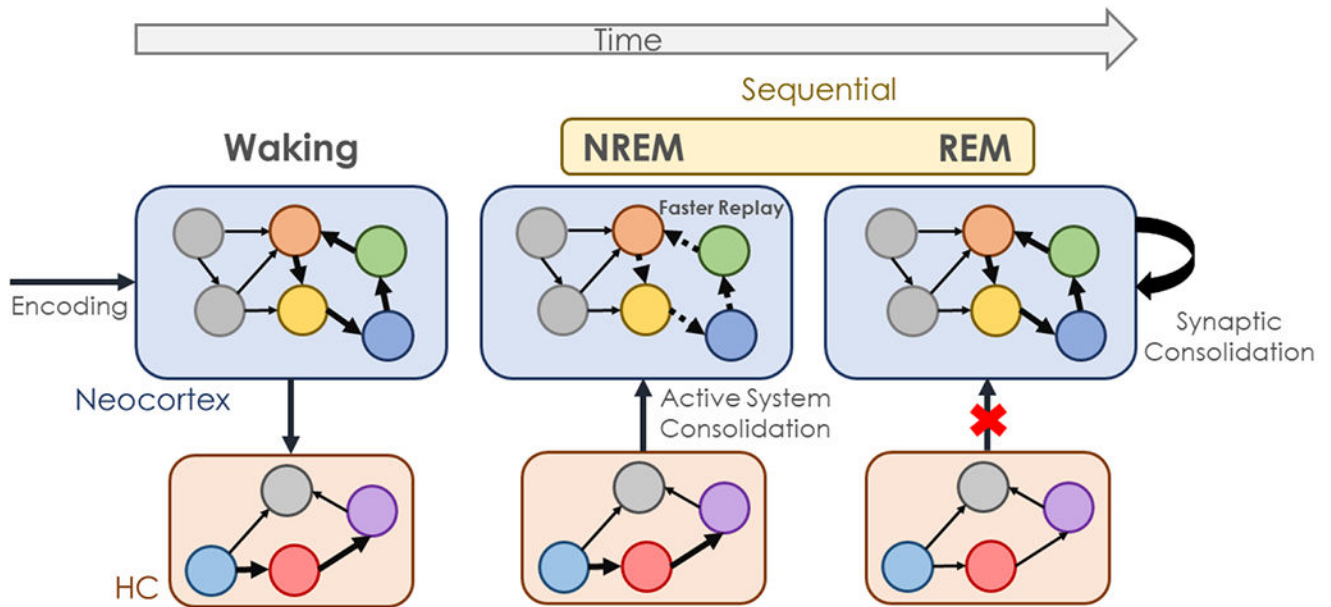 Time
Sequential
Waking
NREM
REM
Faster Replay
Encoding
Synaptic
Consolidation
Neocortex
Active System
Consolidation
HC